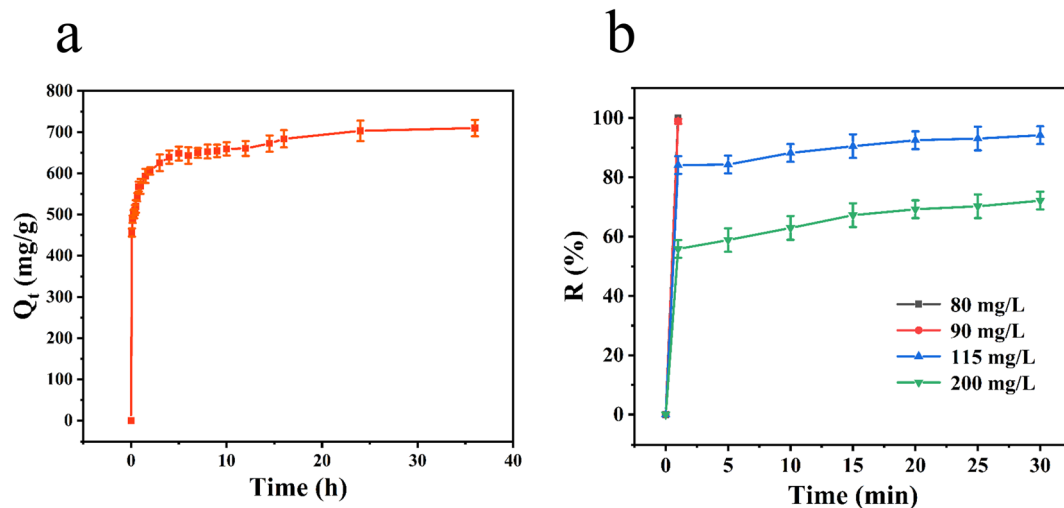 a
800
700
600
500
400
300
200
100
0
Qt (mg/g)
0 10 20 30 40
Time (h)
b
100
80
60
40
20
0
R (%)
80 mg/L
90 mg/L
115 mg/L
200 mg/L
0 5 10 15 20 25 30
Time (min)